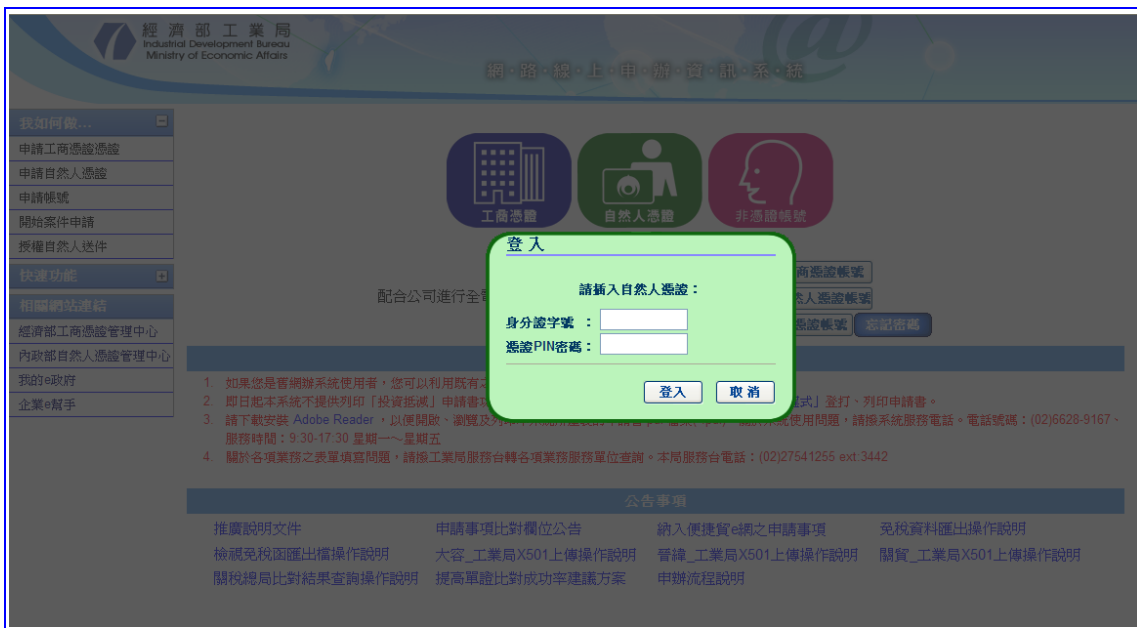 經濟部工業局
Industrial Development Bureau
Ministry of Economic Affairs
網‧路‧線‧上‧申‧辦‧資‧訊‧系‧統
我如何做...
申請工商憑證憑證
申請自然人憑證
申請帳號
開始案件申請
授權自然人送件
快速功能
相關網站連結
經濟部工商憑證管理中心
內政部自然人憑證管理中心
我的e政府
企業e幫手
工商憑證
自然人憑證
非憑證帳號
登入
請插入自然人憑證：
身分證字號 ：
憑證PIN密碼：
登入
取消
配合公司進行全電
商憑證帳號
然人憑證帳號
憑證帳號
忘記密碼
1. 如果您是舊網辦系統使用者，您可以利用既有之
2. 即日起本系統不提供列印「投資抵減」申請書功 式」登打、列印申請書。
3. 請下載安裝 Adobe Reader ，以便開啟、瀏覽及 系統使用問題，請撥系統服務電話。電話號碼：(02)6628-9167、
服務時間：9:30-17:30 星期一～星期五
4. 關於各項業務之表單填寫問題，請撥工業局服務台轉各項業務服務單位查詢。本局服務台電話：(02)27541255 ext:3442
公告事項
推廣說明文件 申請事項比對欄位公告 納入便捷貿e網之申請事項 免稅資料匯出操作說明
檢視免稅函匯出檔操作說明 大容_工業局X501上傳操作說明 晉緯_工業局X501上傳操作說明 關貿_工業局X501上傳操作說明
關稅總局比對結果查詢操作說明 提高單證比對成功率建議方案 申辦流程說明